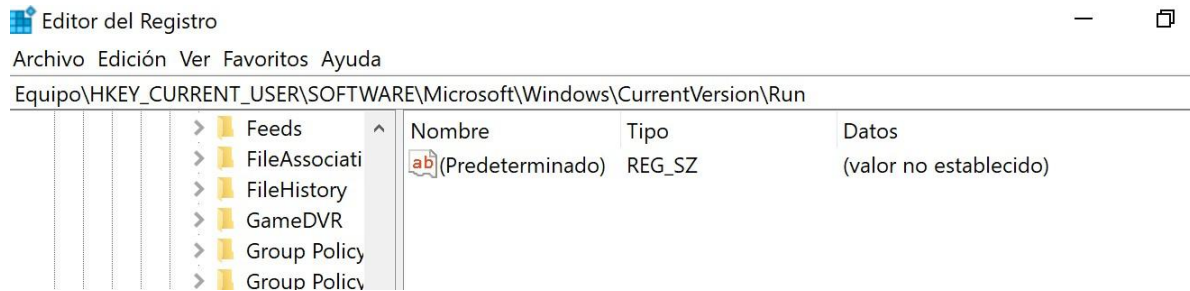 Editor del Registro
Archivo Edición Ver Favoritos Ayuda
Equipo\HKEY_CURRENT_USER\SOFTWARE\Microsoft\Windows\CurrentVersion\Run
Feeds
FileAssociati
FileHistory
GameDVR
Group Policy
Group Policy
Nombre Tipo Datos
ab (Predeterminado) REG_SZ (valor no establecido)